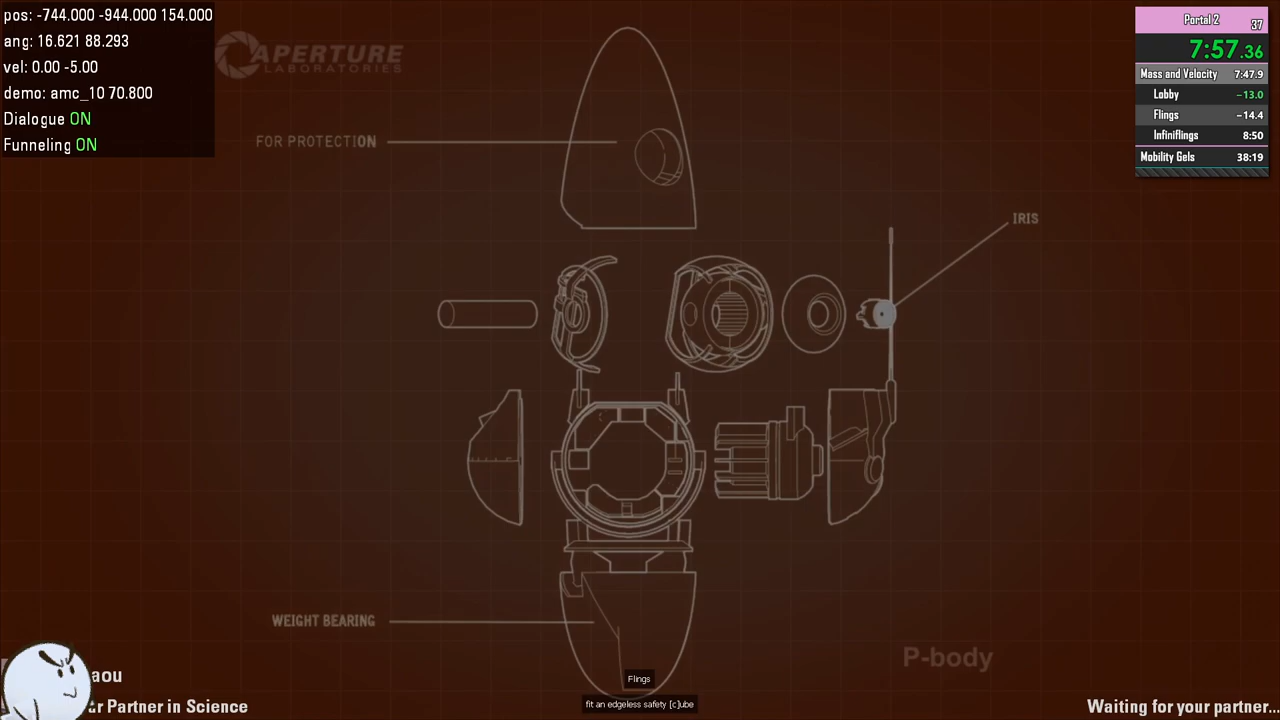 pos: -744.000 -944.000 154.000
ang: 16.621 88.293
vel: 0.00 -5.00
demo: amc_10 70.800
Dialogue ON
Funneling ON
APERTURE
LABORATORIES
Portal 2
37
7:57.36
Mass and Velocity 7:47.9
Lobby −13.0
Flings −14.4
Infiniflings 8:50
Mobility Gels 38:19
FOR PROTECTION
IRIS
WEIGHT BEARING
P-body
Flings
fit an edgeless safety [c]ube
Partner in Science
Waiting for your partner...